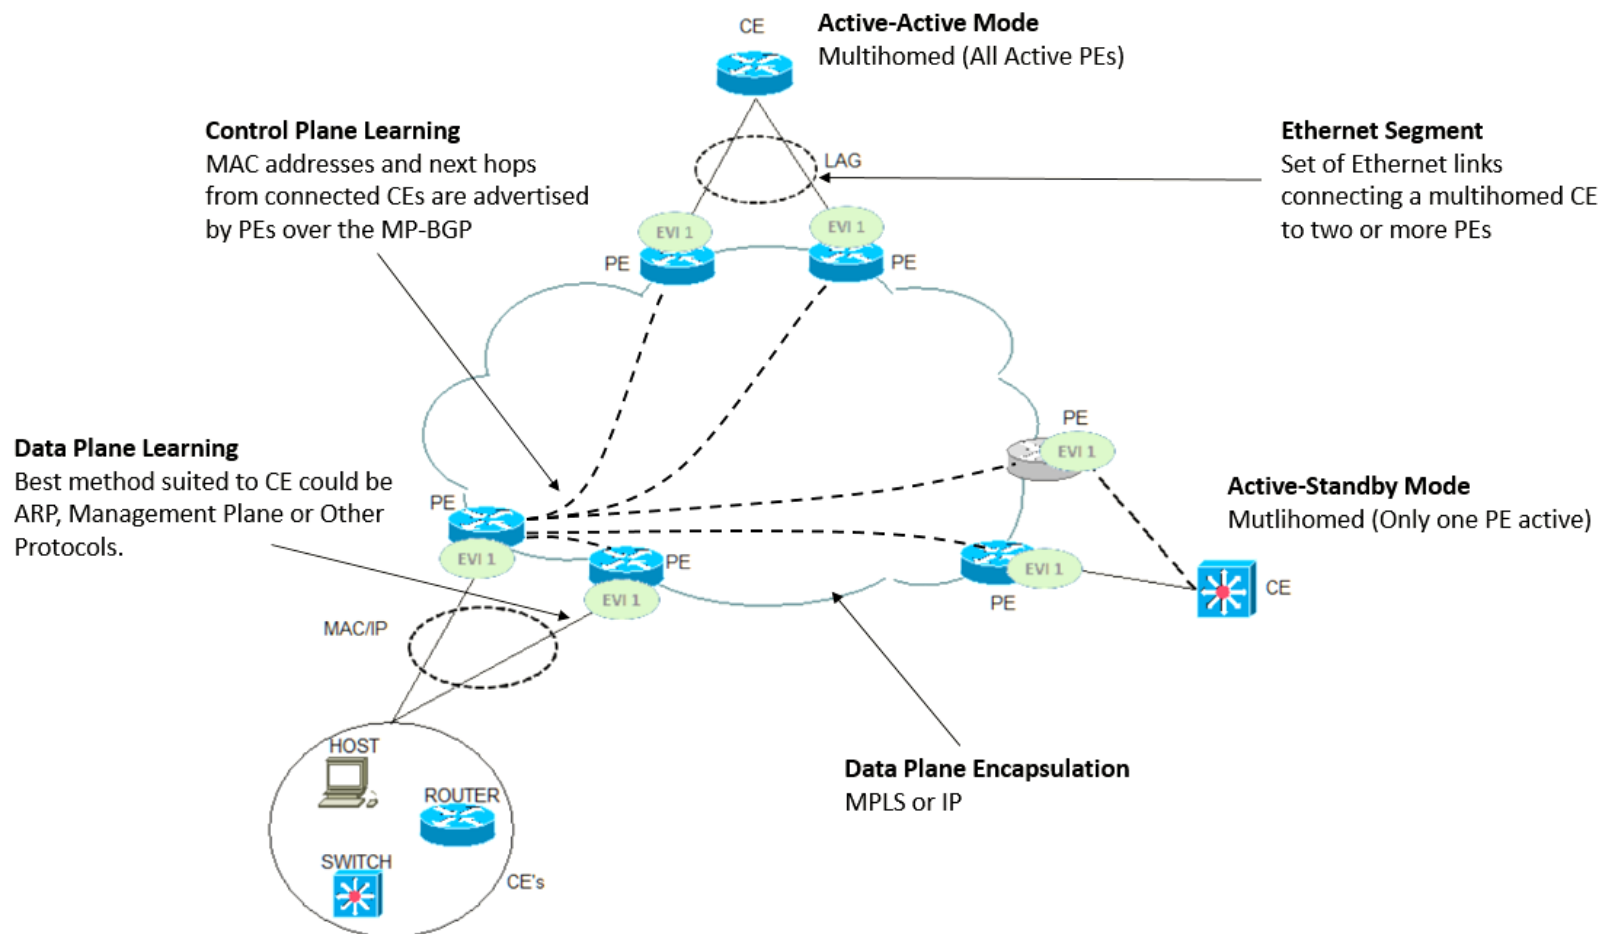 CE
Active-Active Mode
Multihomed (All Active PEs)
Control Plane Learning
MAC addresses and next hops
from connected CEs are advertised
by PEs over the MP-BGP
LAG
Ethernet Segment
Set of Ethernet links
connecting a multihomed CE
to two or more PEs
EVI 1
EVI 1
PE
PE
Data Plane Learning
Best method suited to CE could be
ARP, Management Plane or Other
Protocols.
PE
EVI 1
Active-Standby Mode
Mutlihomed (Only one PE active)
PE
EVI 1
PE
EVI 1
EVI 1
PE
CE
MAC/IP
Data Plane Encapsulation
MPLS or IP
HOST
ROUTER
SWITCH
CE's